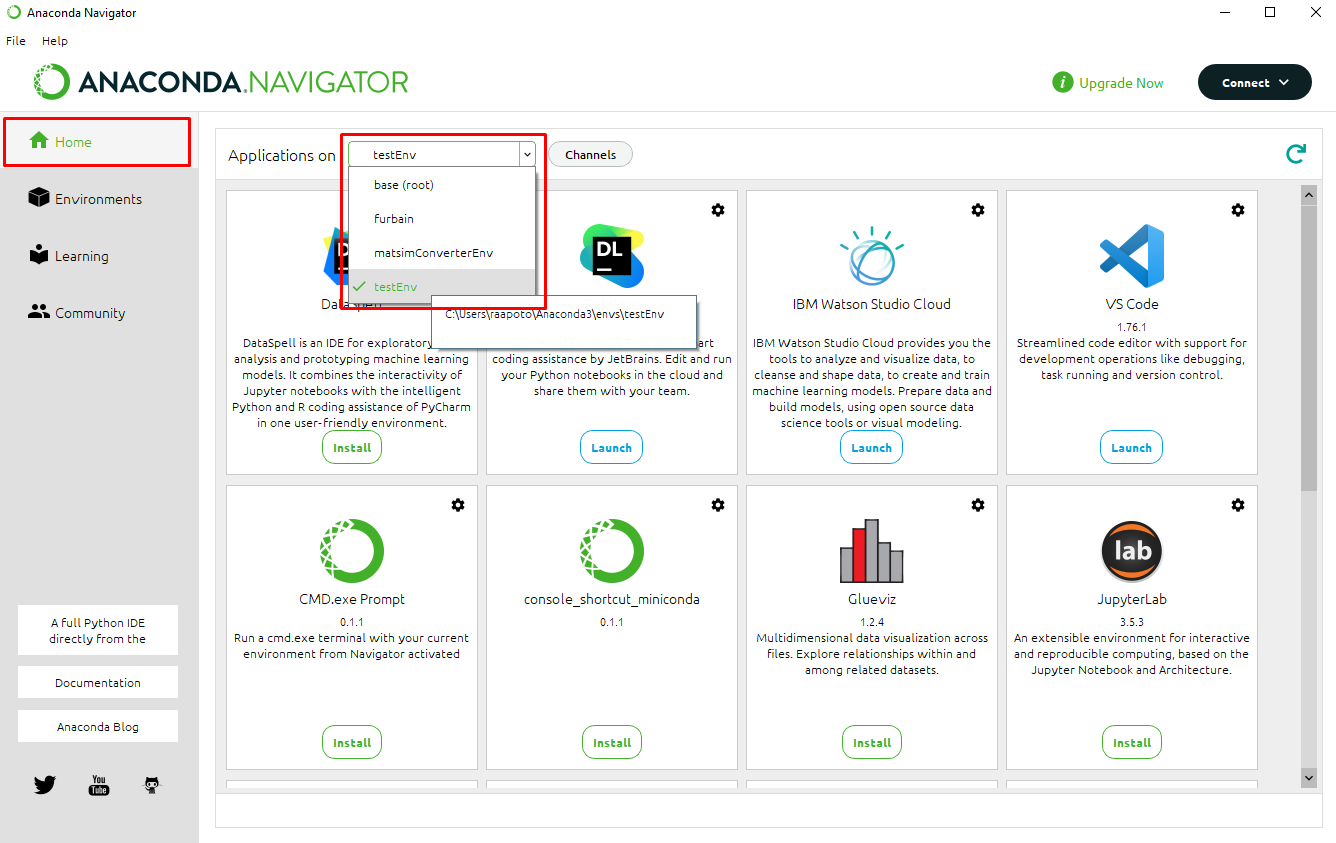 Anaconda Navigator
File Help
ANACONDA.NAVIGATOR
i Upgrade Now
Connect
Home
Environments
Learning
Community
A full Python IDE
directly from the
Documentation
Anaconda Blog
You
Tube
Applications on
testEnv
Channels
base (root)
furbain
matsimConverterEnv
testEnv
C:\Users\raapoto\Anaconda3\envs\testEnv
DataSpell is an IDE for exploratory
analysis and prototyping machine learning
models. It combines the interactivity of
Jupyter notebooks with the intelligent
Python and R coding assistance of PyCharm
in one user-friendly environment.
Install
DL
coding assistance by JetBrains. Edit and run
your Python notebooks in the cloud and
share them with your team.
Launch
IBM Watson Studio Cloud
IBM Watson Studio Cloud provides you the
tools to analyze and visualize data, to
cleanse and shape data, to create and train
machine learning models. Prepare data and
build models, using open source data
science tools or visual modeling.
Launch
VS Code
1.76.1
Streamlined code editor with support for
development operations like debugging,
task running and version control.
Launch
CMD.exe Prompt
0.1.1
Run a cmd.exe terminal with your current
environment from Navigator activated
Install
console_shortcut_miniconda
0.1.1
Install
Glueviz
1.2.4
Multidimensional data visualization across
files. Explore relationships within and
among related datasets.
Install
lab
JupyterLab
3.5.3
An extensible environment for interactive
and reproducible computing, based on the
Jupyter Notebook and Architecture.
Install